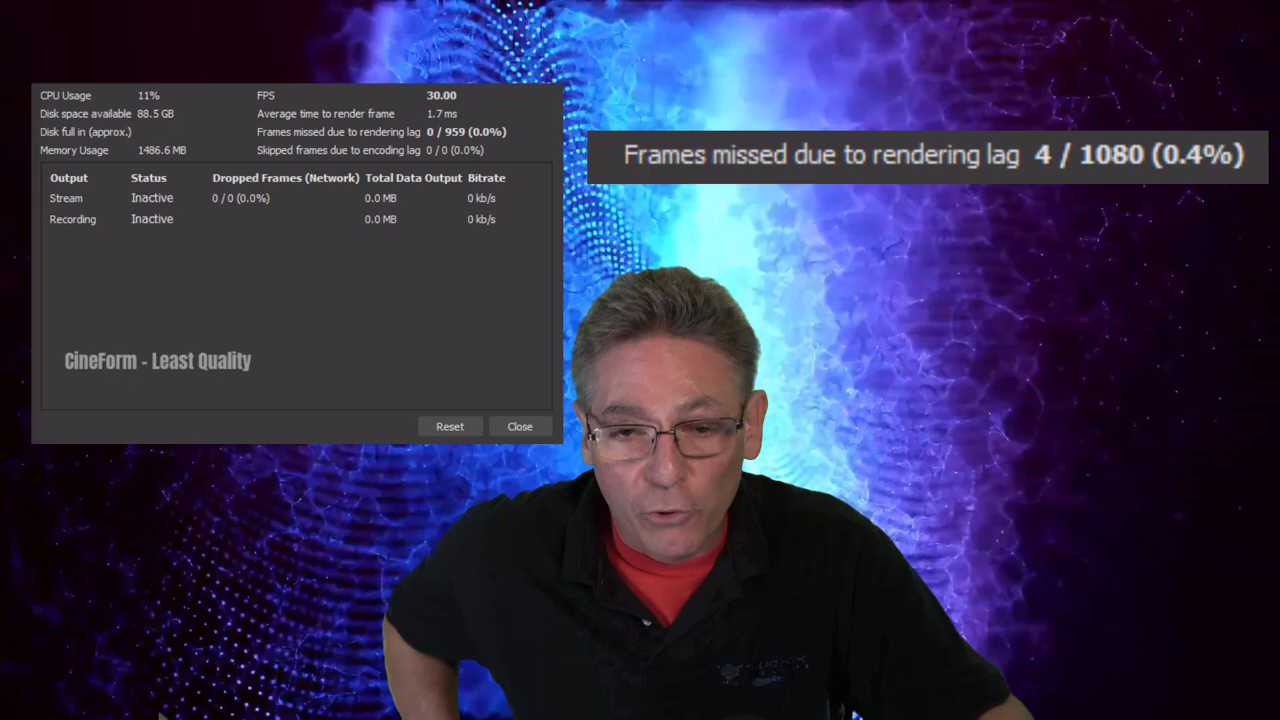 CPU Usage 11% FPS 30.00
Disk space available 88.5 GB Average time to render frame 1.7 ms
Disk full in (approx.) Frames missed due to rendering lag 0 / 959 (0.0%)
Memory Usage 1486.6 MB Skipped frames due to encoding lag 0 / 0 (0.0%)
Frames missed due to rendering lag 4 / 1080 (0.4%)
Output Status Dropped Frames (Network) Total Data Output Bitrate
Stream Inactive 0 / 0 (0.0%) 0.0 MB 0 kb/s
Recording Inactive 0.0 MB 0 kb/s
CineForm - Least Quality
Reset Close